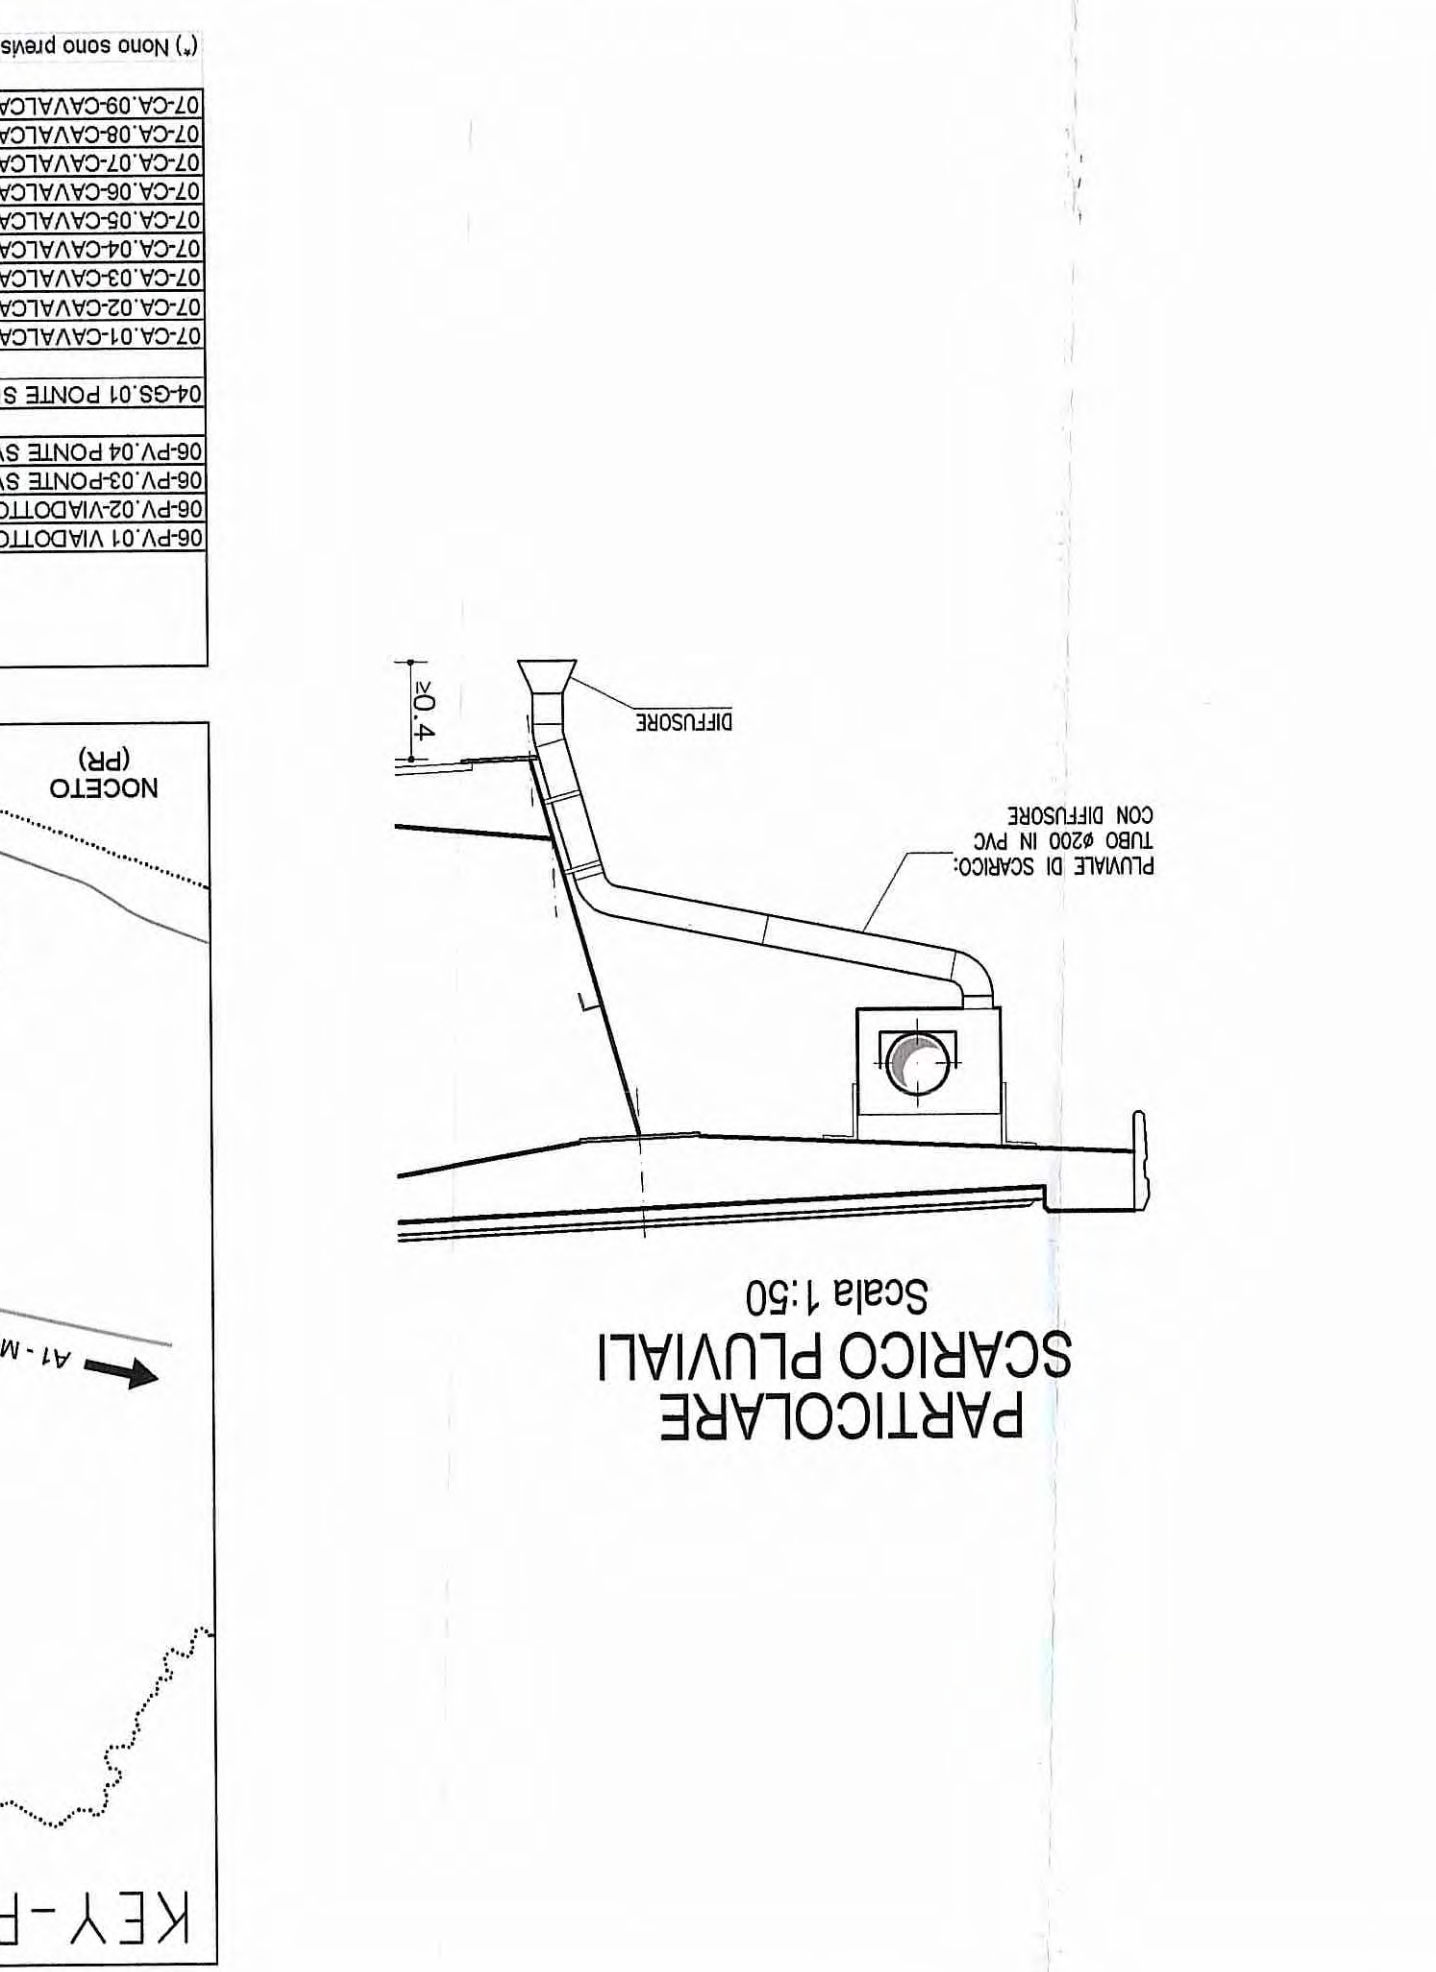 PARTICOLARE
SCARICO PLUVIALI
Scala 1:50
PLUVIALE DI SCARICO:
TUBO ø200 IN PVC
CON DIFFUSORE
DIFFUSORE
≥0.4
KEY-P
A1 - M
NOCETO
(PR)
06-PV.01 VIADOTTO
06-PV.02-VIADOTTO
06-PV.03-PONTE SV
06-PV.04 PONTE SV
04-GS.01 PONTE S
07-CA.01-CAVALCA
07-CA.02-CAVALCA
07-CA.03-CAVALCA
07-CA.04-CAVALCA
07-CA.05-CAVALCA
07-CA.06-CAVALCA
07-CA.07-CAVALCA
07-CA.08-CAVALCA
07-CA.09-CAVALCA
(*) Nono sono previs